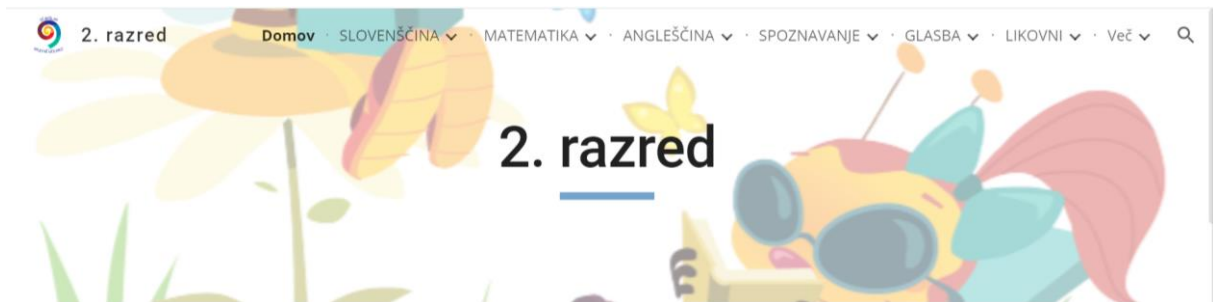 2. razred Domov · SLOVENŠČINA · MATEMATIKA · ANGLEŠČINA · SPOZNAVANJE · GLASBA · LIKOVNI · Več
2. razred